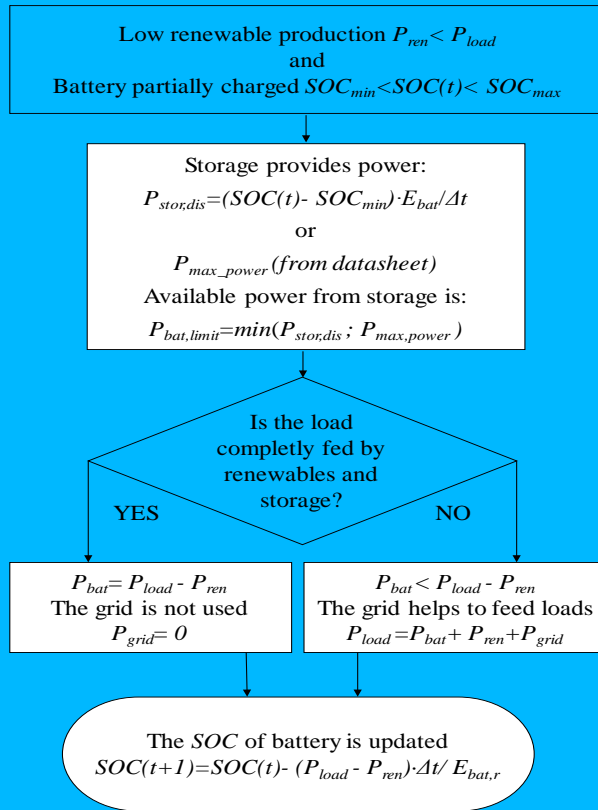 Low renewable production P_ren < P_load
and
Battery partially charged SOC_min<SOC(t)< SOC_max
Storage provides power:
P_stor,dis=(SOC(t)- SOC_min)·E_bat/Δt
or
P_max_power (from datasheet)
Available power from storage is:
P_bat,limit=min(P_stor,dis ; P_max,power )
Is the load
completly fed by
renewables and
storage?
YES
NO
P_bat= P_load - P_ren
The grid is not used
P_grid= 0
P_bat < P_load - P_ren
The grid helps to feed loads
P_load =P_bat+ P_ren+P_grid
The SOC of battery is updated
SOC(t+1)=SOC(t)- (P_load - P_ren)·Δt/ E_bat,r